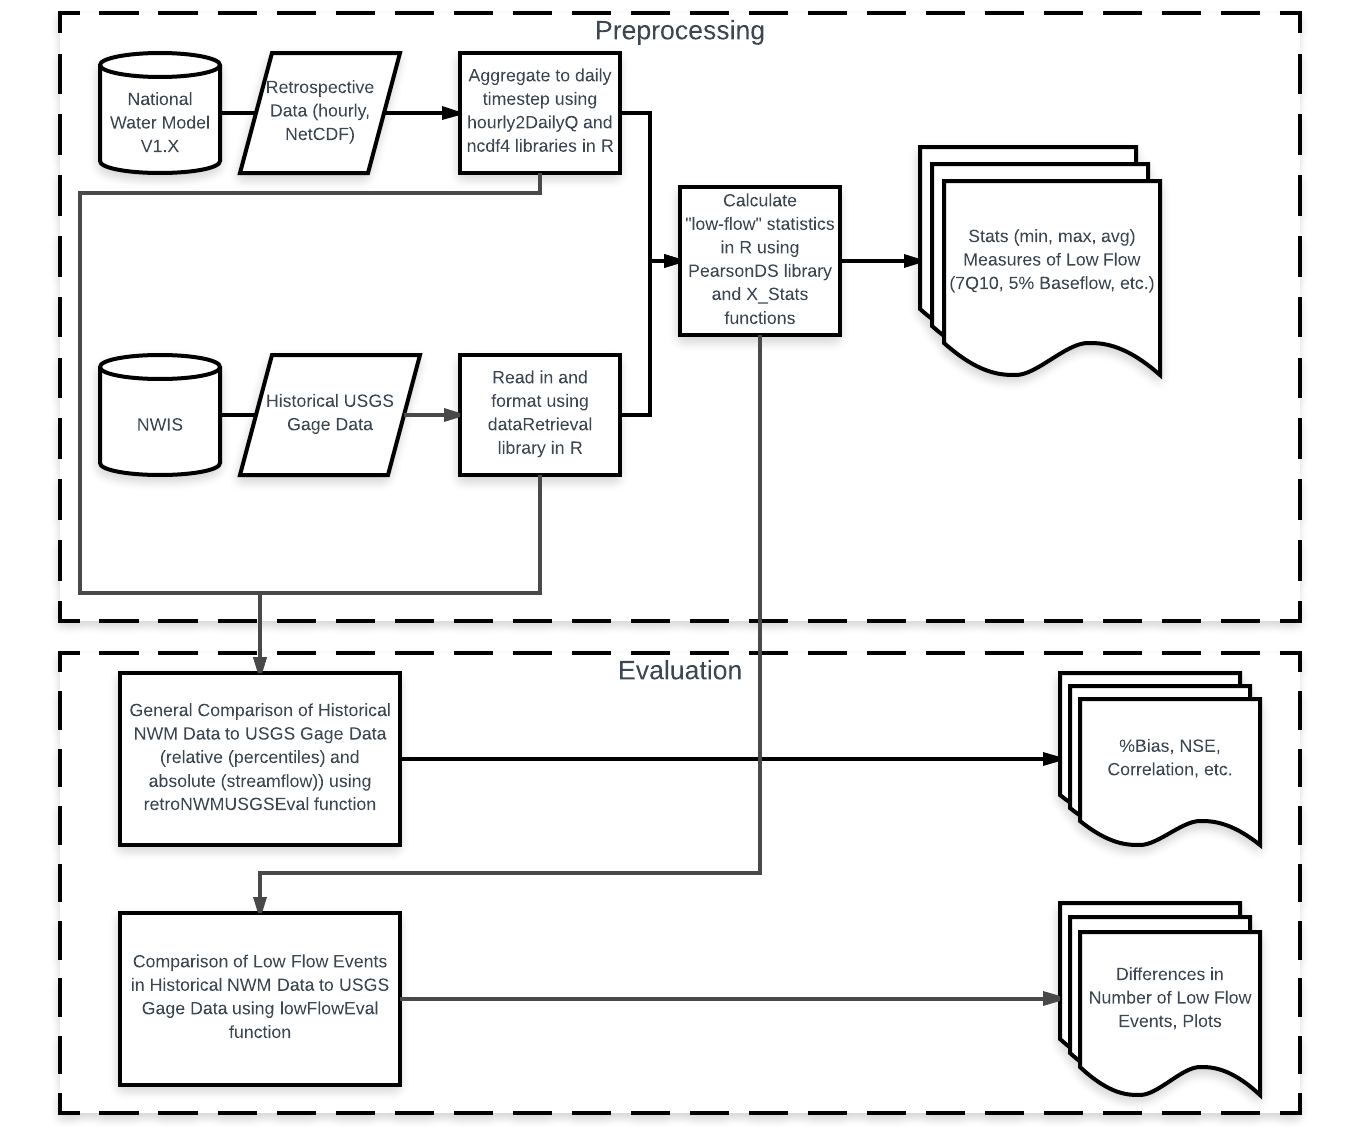 Preprocessing
National
Water Model
V1.X
Retrospective
Data (hourly,
NetCDF)
Aggregate to daily
timestep using
hourly2DailyQ and
ncdf4 libraries in R
Calculate
"low-flow" statistics
in R using
PearsonDS library
and X_Stats
functions
Stats (min, max, avg)
Measures of Low Flow
(7Q10, 5% Baseflow, etc.)
NWIS
Historical USGS
Gage Data
Read in and
format using
dataRetrieval
library in R
Evaluation
General Comparison of Historical
NWM Data to USGS Gage Data
(relative (percentiles) and
absolute (streamflow)) using
retroNWMUSGSEval function
%Bias, NSE,
Correlation, etc.
Comparison of Low Flow Events
in Historical NWM Data to USGS
Gage Data using lowFlowEval
function
Differences in
Number of Low Flow
Events, Plots